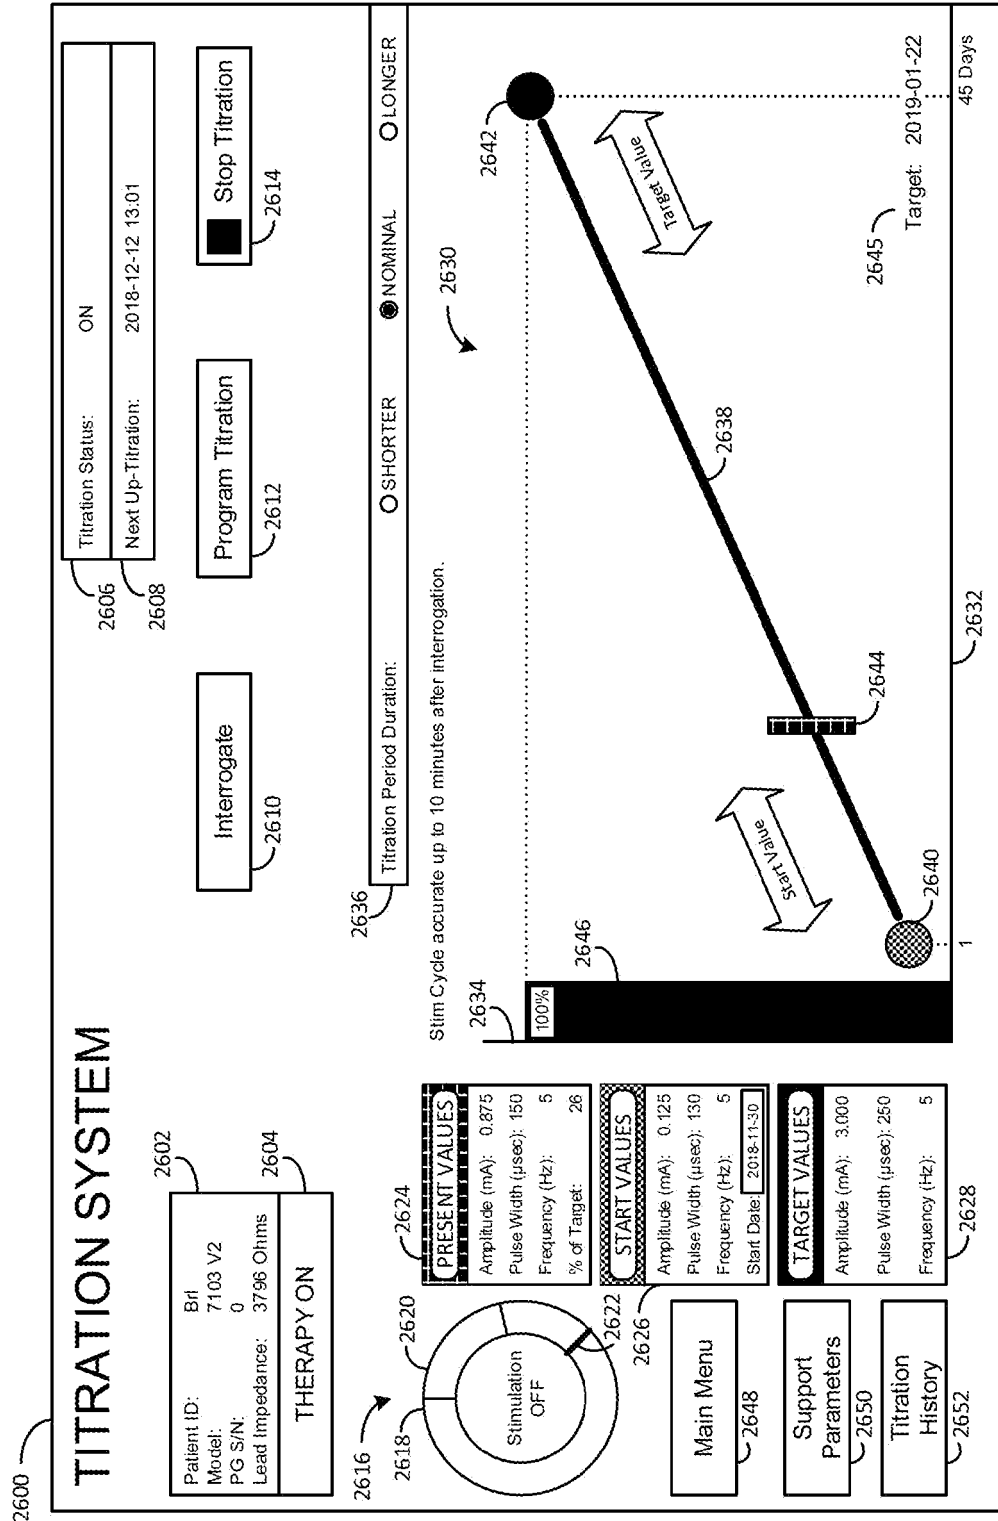 2600
TITRATION SYSTEM
Patient ID: Brl
Model: 7103 V2
PG S/N: 0
Lead Impedance: 3796 Ohms
THERAPY ON
2602
2604
Titration Status: ON
Next Up-Titration: 2018-12-12 13:01
2606
2608
Interrogate
2610
Program Titration
2612
Stop Titration
2614
2636
Titration Period Duration:
SHORTER
NOMINAL
LONGER
2616
2618
2620
Stimulation
OFF
2622
2624
PRESENT VALUES
Amplitude (mA): 0.875
Pulse Width (µsec): 150
Frequency (Hz): 5
% of Target: 26
2626
START VALUES
Amplitude (mA): 0.125
Pulse Width (µsec): 130
Frequency (Hz): 5
Start Date: 2018-11-30
TARGET VALUES
Amplitude (mA): 3.000
Pulse Width (µsec): 250
Frequency (Hz): 5
2628
Main Menu
2648
Support
Parameters
2650
Titration
History
2652
Stim Cycle accurate up to 10 minutes after interrogation.
2634
2630
100%
2646
2642
Target Value
Start Value
2638
2640
2644
2645
Target: 2019-01-22
1
45 Days
2632